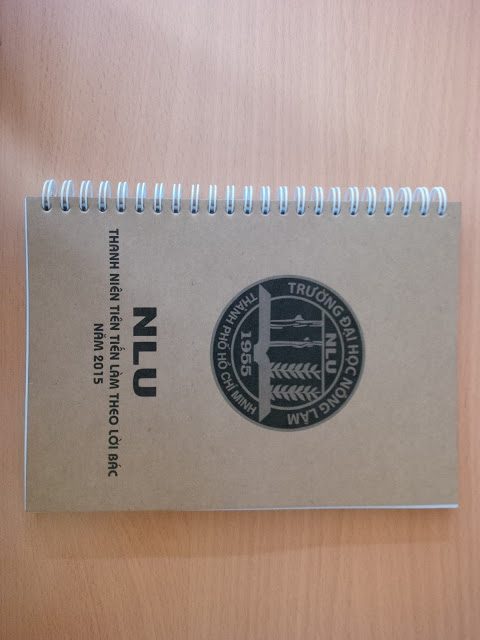 TRƯỜNG ĐẠI HỌC NÔNG LÂM
NLU
1955
THÀNH PHỐ HỒ CHÍ MINH
NLU
THANH NIÊN TIÊN TIẾN LÀM THEO LỜI BÁC
NĂM 2015